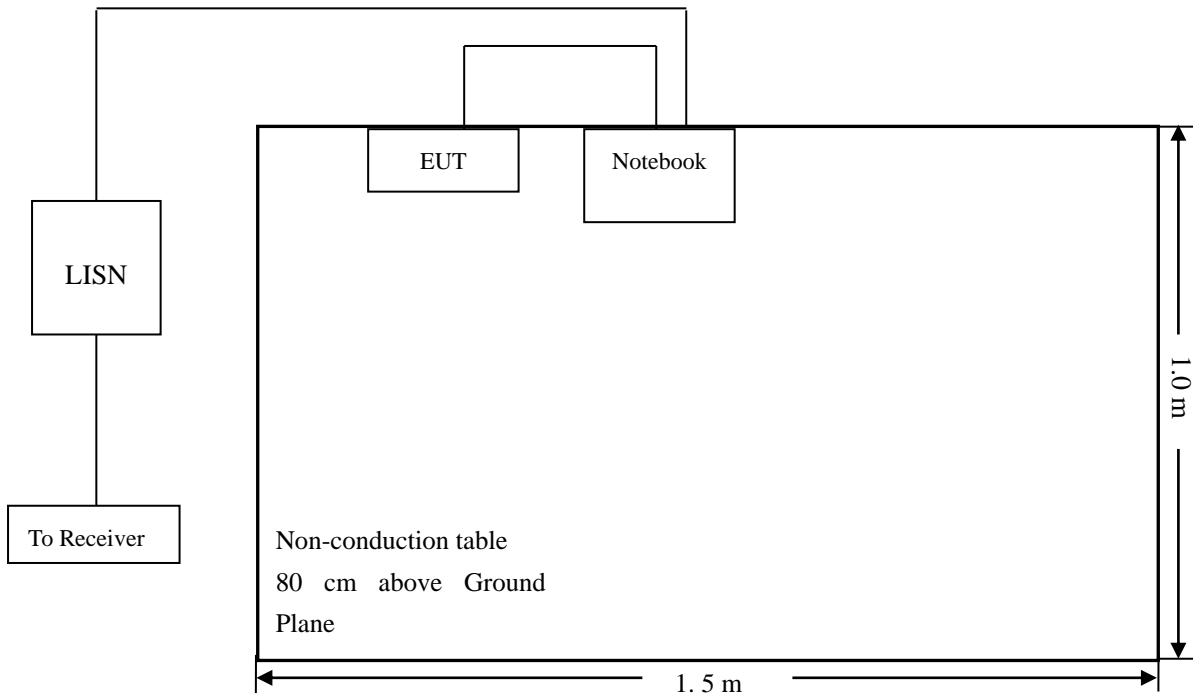 EUT
Notebook
LISN
1.0 m
To Receiver
Non-conduction table
80 cm above Ground
Plane
1. 5 m